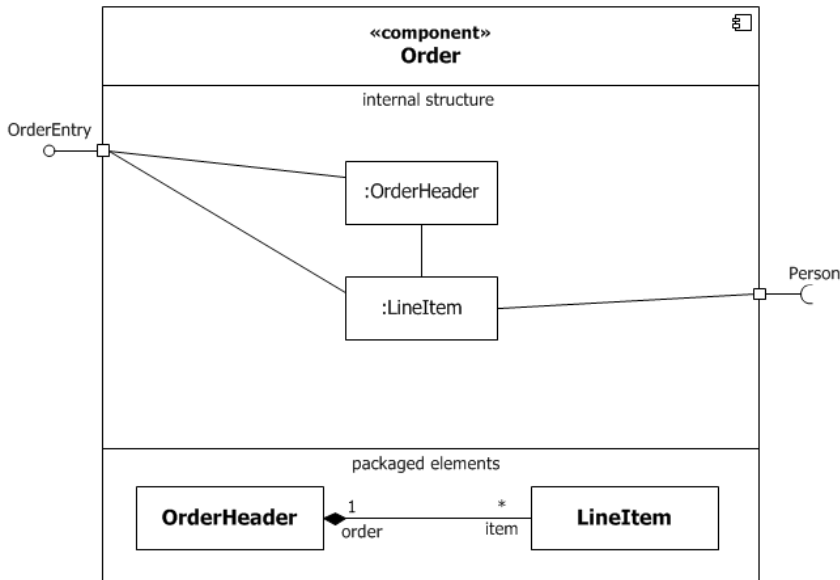 «component»
Order
internal structure
OrderEntry
:OrderHeader
Person
:LineItem
packaged elements
OrderHeader
1
order
*
item
LineItem